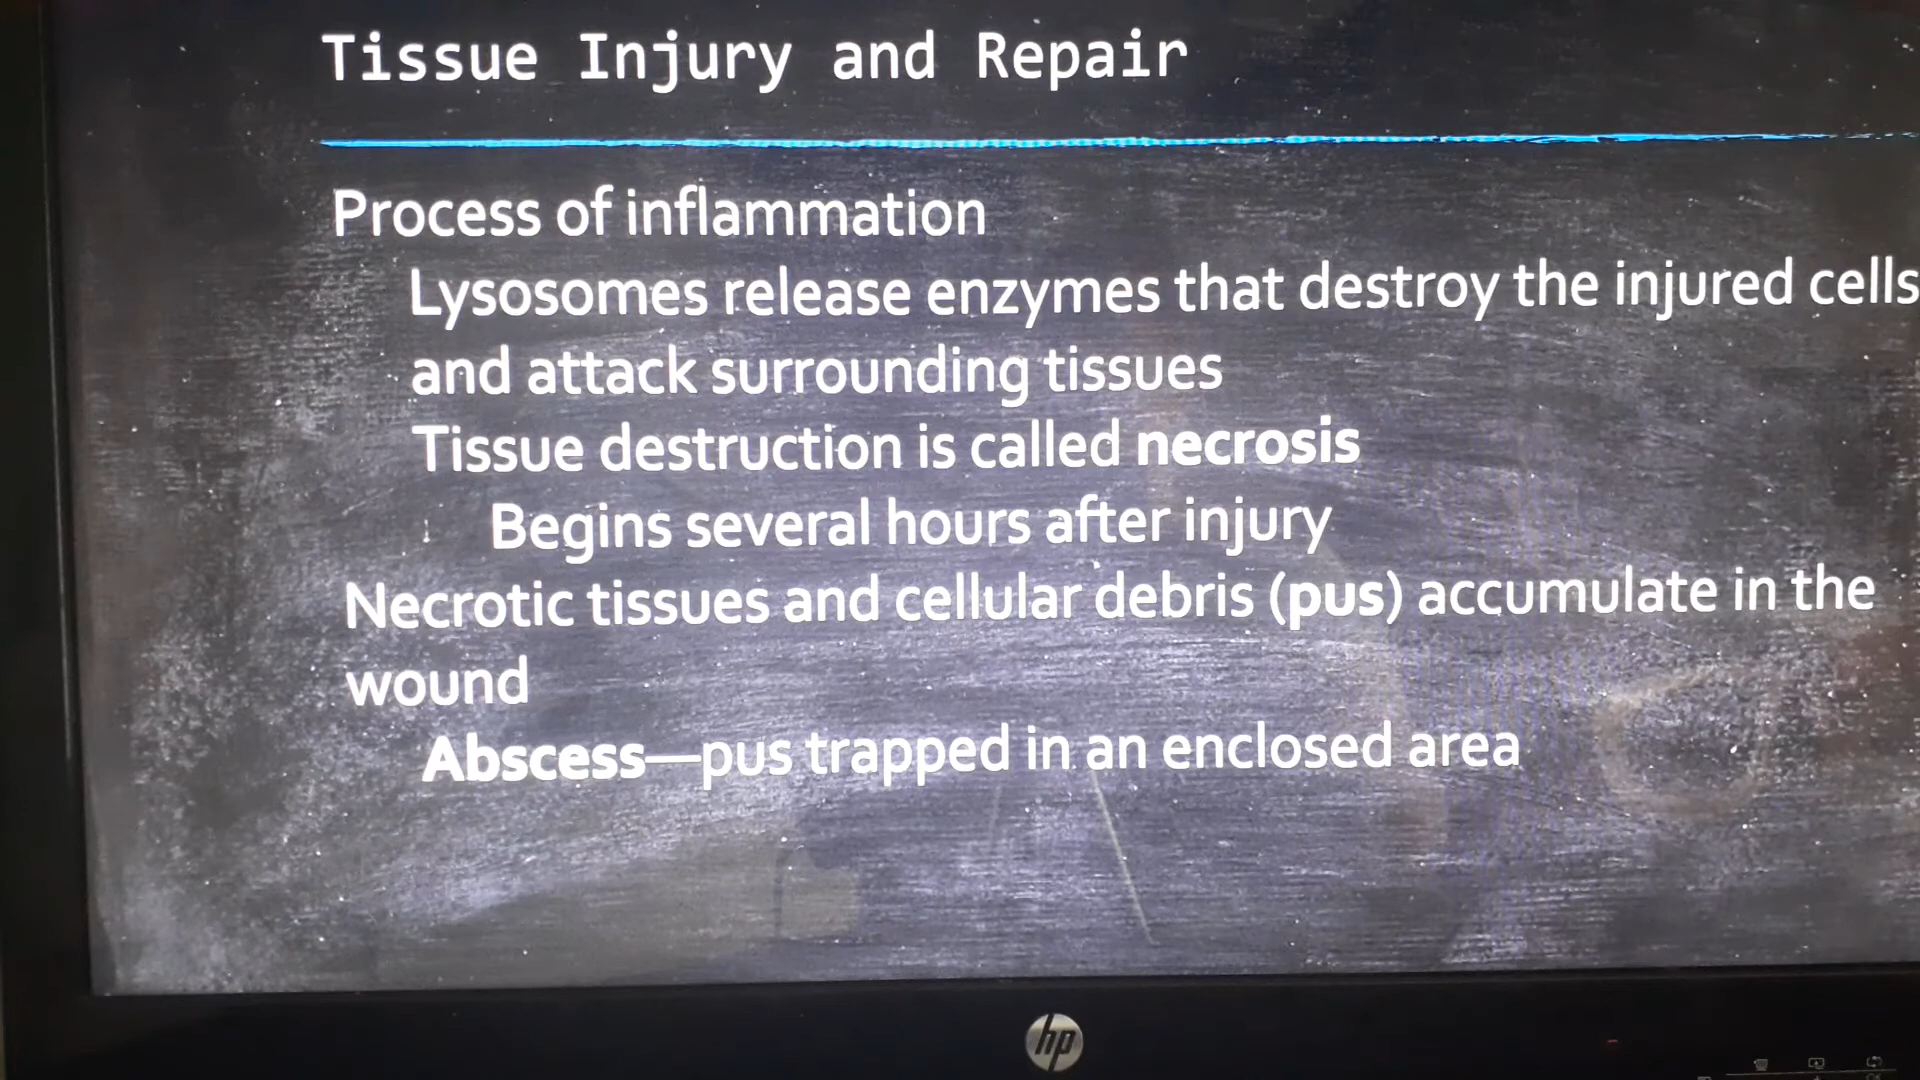 Tissue Injury and Repair
Process of inflammation
Lysosomes release enzymes that destroy the injured cells
and attack surrounding tissues
Tissue destruction is called necrosis
Begins several hours after injury
Necrotic tissues and cellular debris (pus) accumulate in the
wound
Abscess—pus trapped in an enclosed area
hp